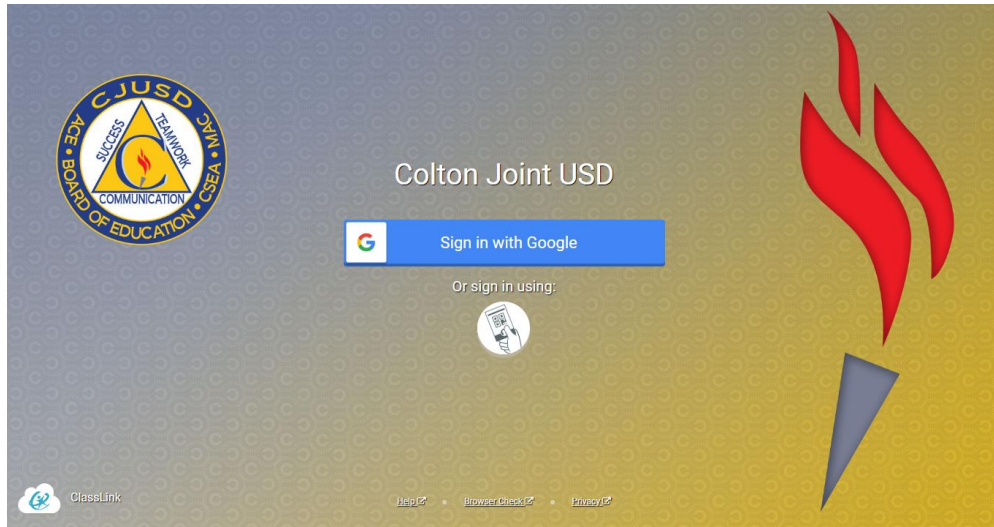 CJUSD
ACE • BOARD OF EDUCATION • CSEA • MAC
SUCCESS
TEAMWORK
C
COMMUNICATION
Colton Joint USD
G
Sign in with Google
Or sign in using:
ClassLink
Help
Browser Check
Privacy